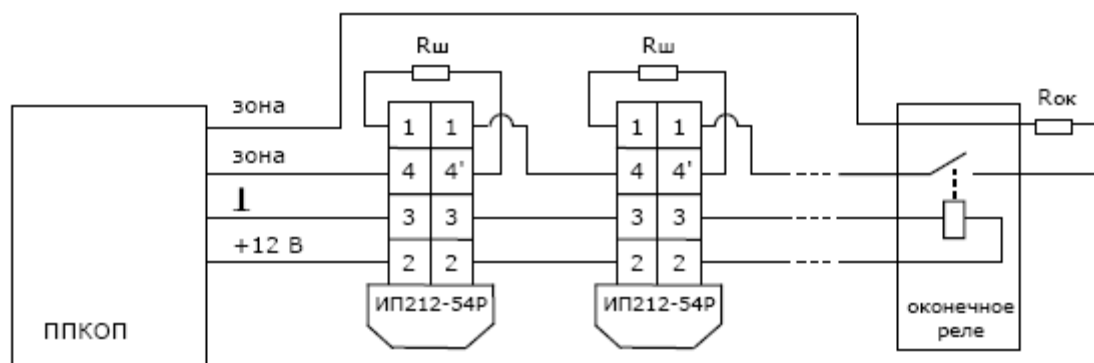 Rш
Rш
зона
Rок
1 1
1 1
зона
4 4'
4 4'
3 3
3 3
+12 В
2 2
2 2
ИП212-54Р
ИП212-54Р
ППКОП
оконечное
реле